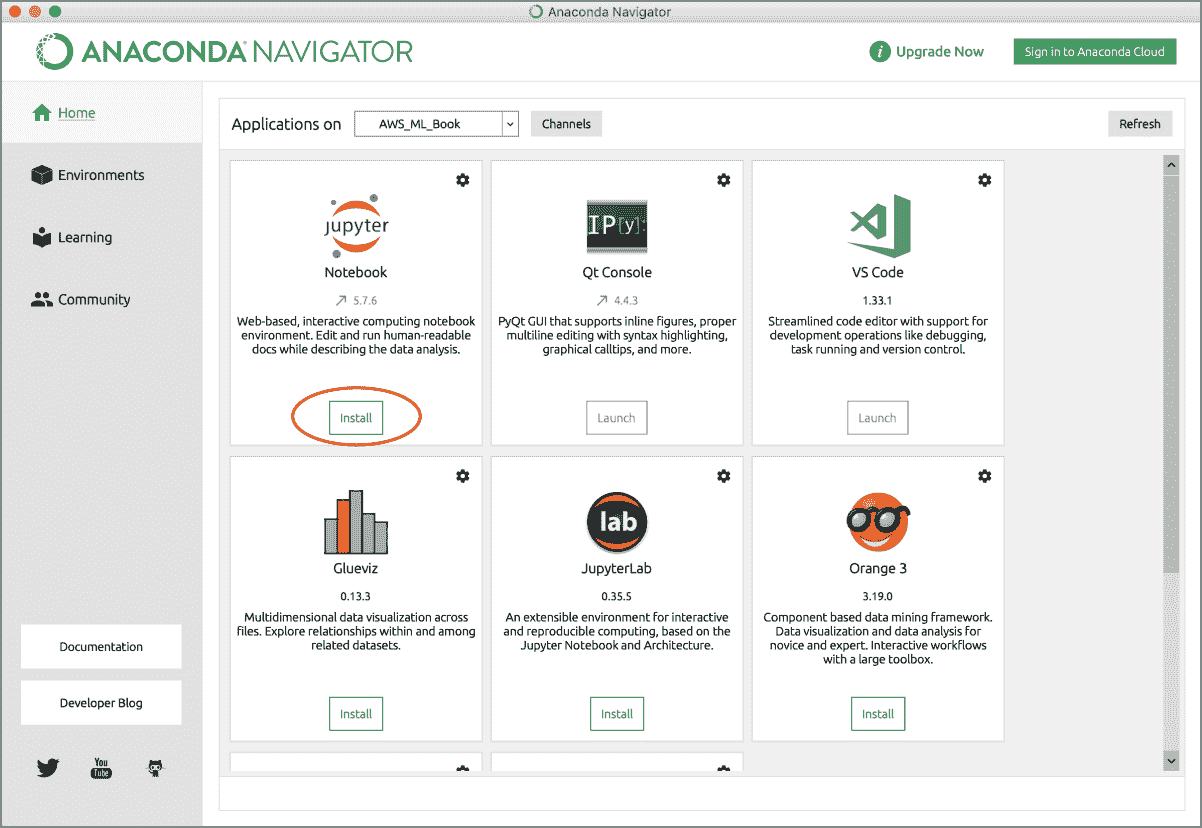 Anaconda Navigator
ANACONDA NAVIGATOR
i Upgrade Now
Sign in to Anaconda Cloud
Home
Environments
Learning
Community
Documentation
Developer Blog
You
Tube
Applications on AWS_ML_Book Channels Refresh
jupyter
Notebook
5.7.6
Web-based, interactive computing notebook
environment. Edit and run human-readable
docs while describing the data analysis.
Install
IP[y]:
Qt Console
4.4.3
PyQt GUI that supports inline figures, proper
multiline editing with syntax highlighting,
graphical calltips, and more.
Launch
VS Code
1.33.1
Streamlined code editor with support for
development operations like debugging,
task running and version control.
Launch
Glueviz
0.13.3
Multidimensional data visualization across
files. Explore relationships within and among
related datasets.
Install
lab
JupyterLab
0.35.5
An extensible environment for interactive
and reproducible computing, based on the
Jupyter Notebook and Architecture.
Install
Orange 3
3.19.0
Component based data mining framework.
Data visualization and data analysis for
novice and expert. Interactive workflows
with a large toolbox.
Install